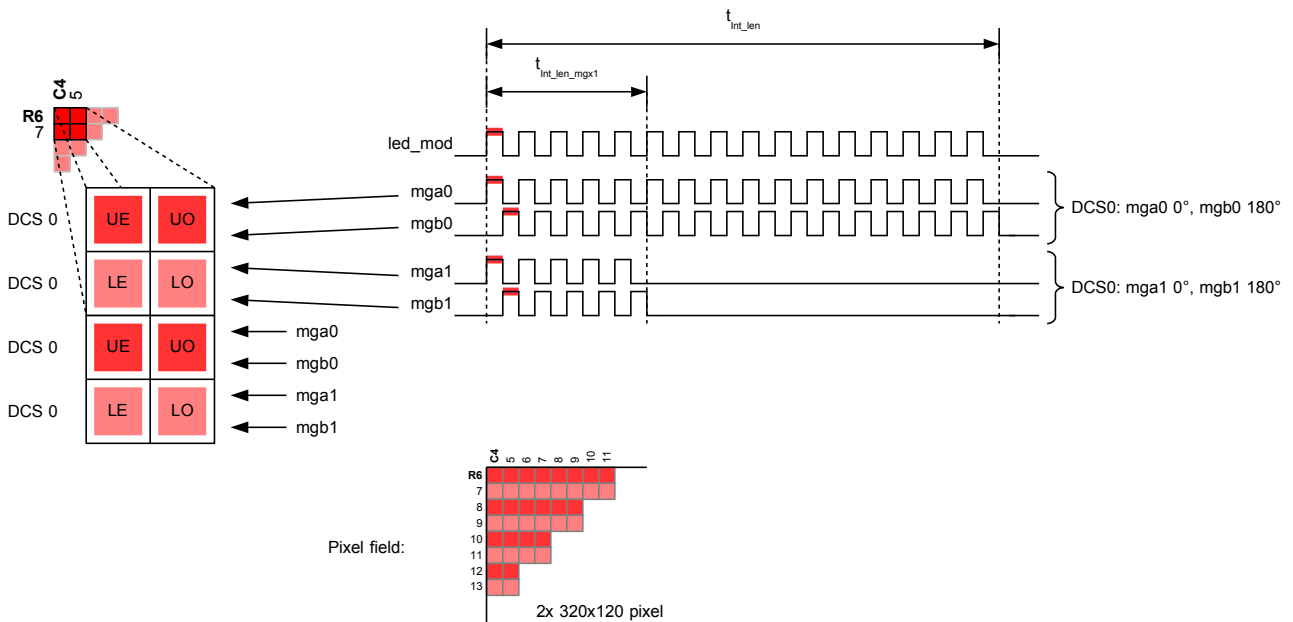 t Int_len
t Int_len_mgx1
C4
5
R6
7
led_mod
mga0
mgb0
DCS0: mga0 0°, mgb0 180°
mga1
mgb1
DCS0: mga1 0°, mgb1 180°
DCS 0 UE UO
DCS 0 LE LO
DCS 0 UE UO
DCS 0 LE LO
mga0
mgb0
mga1
mgb1
C4 5 6 7 8 9 10 11
R6
7
8
9
10
11
12
13
Pixel field:
2x 320x120 pixel